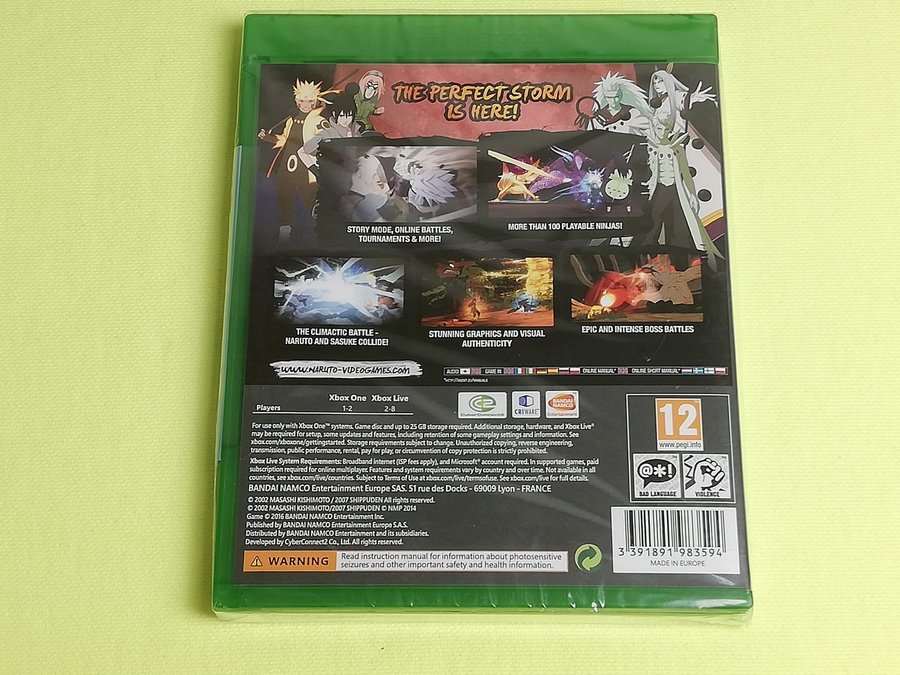 THE PERFECT STORM
IS HERE!
STORY MODE, ONLINE BATTLES,
TOURNAMENTS & MORE!
MORE THAN 100 PLAYABLE NINJAS!
THE CLIMACTIC BATTLE -
NARUTO AND SASUKE COLLIDE!
STUNNING GRAPHICS AND VISUAL
AUTHENTICITY
EPIC AND INTENSE BOSS BATTLES
WWW.NARUTO-VIDEOGAMES.COM
AUDIO GAME IN ONLINE MANUAL* ONLINE SHORT MANUAL*
Xbox One Xbox Live
Players 1-2 2-8
CyberConnect2
CRIWARE
BANDAI
NAMCO
Entertainment
12
www.pegi.info
BAD LANGUAGE
VIOLENCE
For use only with Xbox One™ systems. Game disc and up to 25 GB storage required. Additional storage, hardware, and Xbox Live®
may be required for setup, some updates and features, including retention of some gameplay settings and information. See
xbox.com/xboxone/gettingstarted. Storage requirements subject to change. Unauthorized copying, reverse engineering,
transmission, public performance, rental, pay for play, or circumvention of copy protection is strictly prohibited.
Xbox Live System Requirements: Broadband internet (ISP fees apply), and Microsoft® account required. In supported games, paid
subscription required for online multiplayer. Features and system requirements vary by country and over time. Not available in all
countries, see xbox.com/live/countries. Subject to Terms of Use at xbox.com/live/termsofuse. See xbox.com/live for full details.
BANDAI NAMCO Entertainment Europe SAS. 51 rue des Docks - 69009 Lyon - FRANCE
© 2002 MASASHI KISHIMOTO / 2007 SHIPPUDEN All rights reserved.
© 2002 MASASHI KISHIMOTO/2007 SHIPPUDEN © NMP 2014
Game © 2016 BANDAI NAMCO Entertainment Inc.
Published by BANDAI NAMCO Entertainment Europe S.A.S.
Distributed by BANDAI NAMCO Entertainment and its subsidiaries.
Developed by CyberConnect2 Co., Ltd. All rights reserved.
WARNING
Read instruction manual for information about photosensitive
seizures and other important safety and health information.
3 391891 983594
MADE IN EUROPE